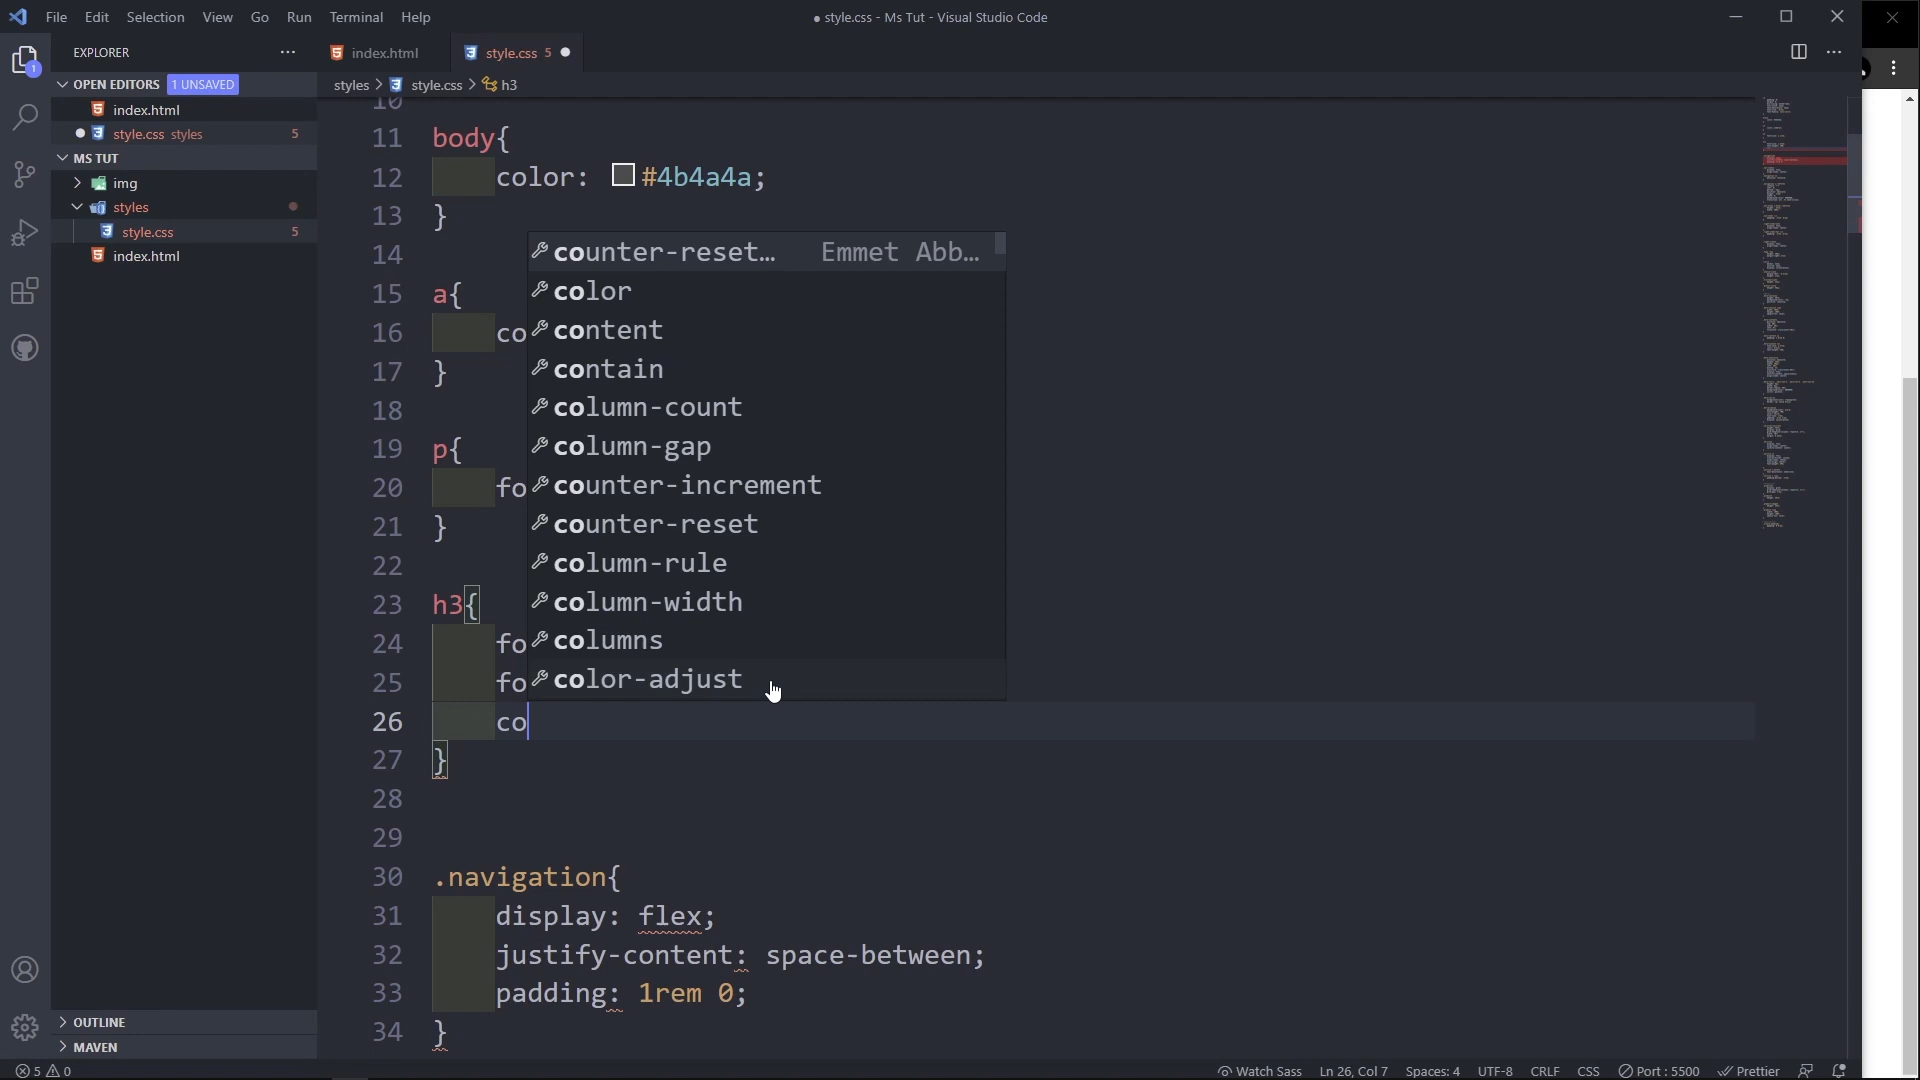 File Edit Selection View Go Run Terminal Help
● style.css - Ms Tut - Visual Studio Code
EXPLORER
OPEN EDITORS 1 UNSAVED
index.html
style.css styles 5
MS TUT
img
styles
style.css 5
index.html
OUTLINE
MAVEN
1
index.html
style.css 5
styles > style.css > h3
10
11 body{
12 color: #4b4a4a;
13 }
14
15 a{
16 co
17 }
18
19 p{
20 fo
21 }
22
23 h3{
24 fo
25 fo
26 co
27 }
28
29
30 .navigation{
31 display: flex;
32 justify-content: space-between;
33 padding: 1rem 0;
34 }
counter-reset… Emmet Abb…
color
content
contain
column-count
column-gap
counter-increment
counter-reset
column-rule
column-width
columns
color-adjust
5 0
Watch Sass Ln 26, Col 7 Spaces: 4 UTF-8 CRLF CSS Port : 5500 Prettier